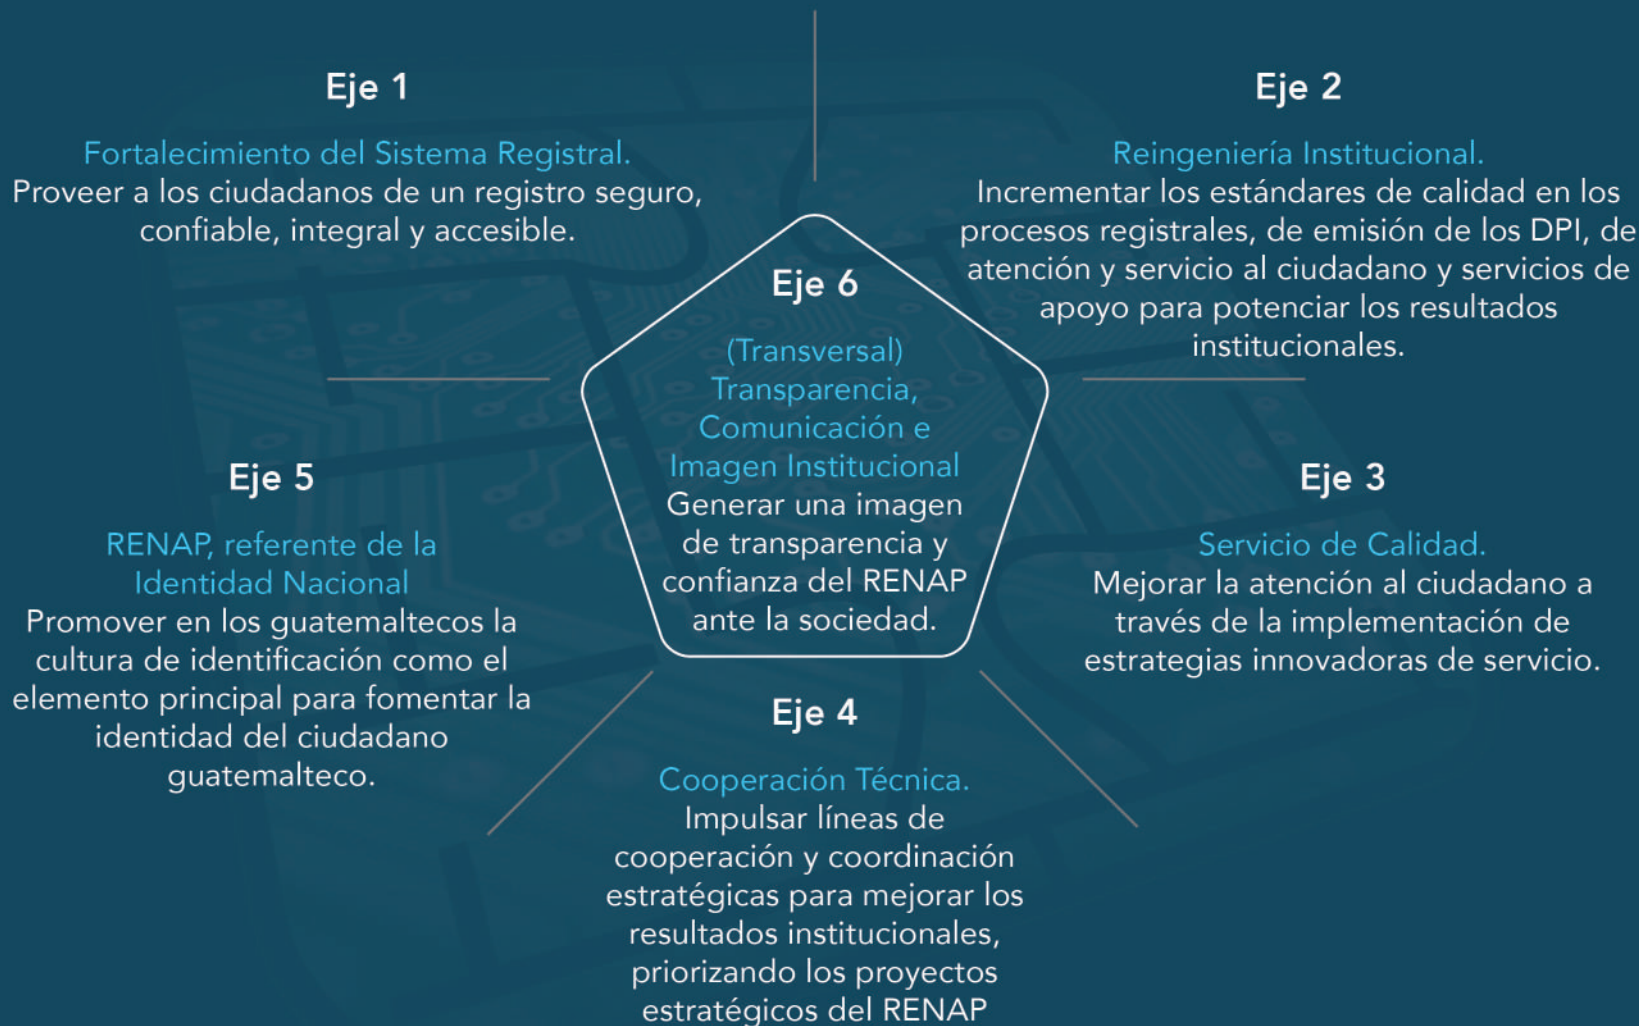 Eje 1
Fortalecimiento del Sistema Registral.
Proveer a los ciudadanos de un registro seguro,
confiable, integral y accesible.
Eje 2
Reingeniería Institucional.
Incrementar los estándares de calidad en los
procesos registrales, de emisión de los DPI, de
atención y servicio al ciudadano y servicios de
apoyo para potenciar los resultados
institucionales.
Eje 6
(Transversal)
Transparencia,
Comunicación e
Imagen Institucional
Generar una imagen
de transparencia y
confianza del RENAP
ante la sociedad.
Eje 5
RENAP, referente de la
Identidad Nacional
Promover en los guatemaltecos la
cultura de identificación como el
elemento principal para fomentar la
identidad del ciudadano
guatemalteco.
Eje 3
Servicio de Calidad.
Mejorar la atención al ciudadano a
través de la implementación de
estrategias innovadoras de servicio.
Eje 4
Cooperación Técnica.
Impulsar líneas de
cooperación y coordinación
estratégicas para mejorar los
resultados institucionales,
priorizando los proyectos
estratégicos del RENAP